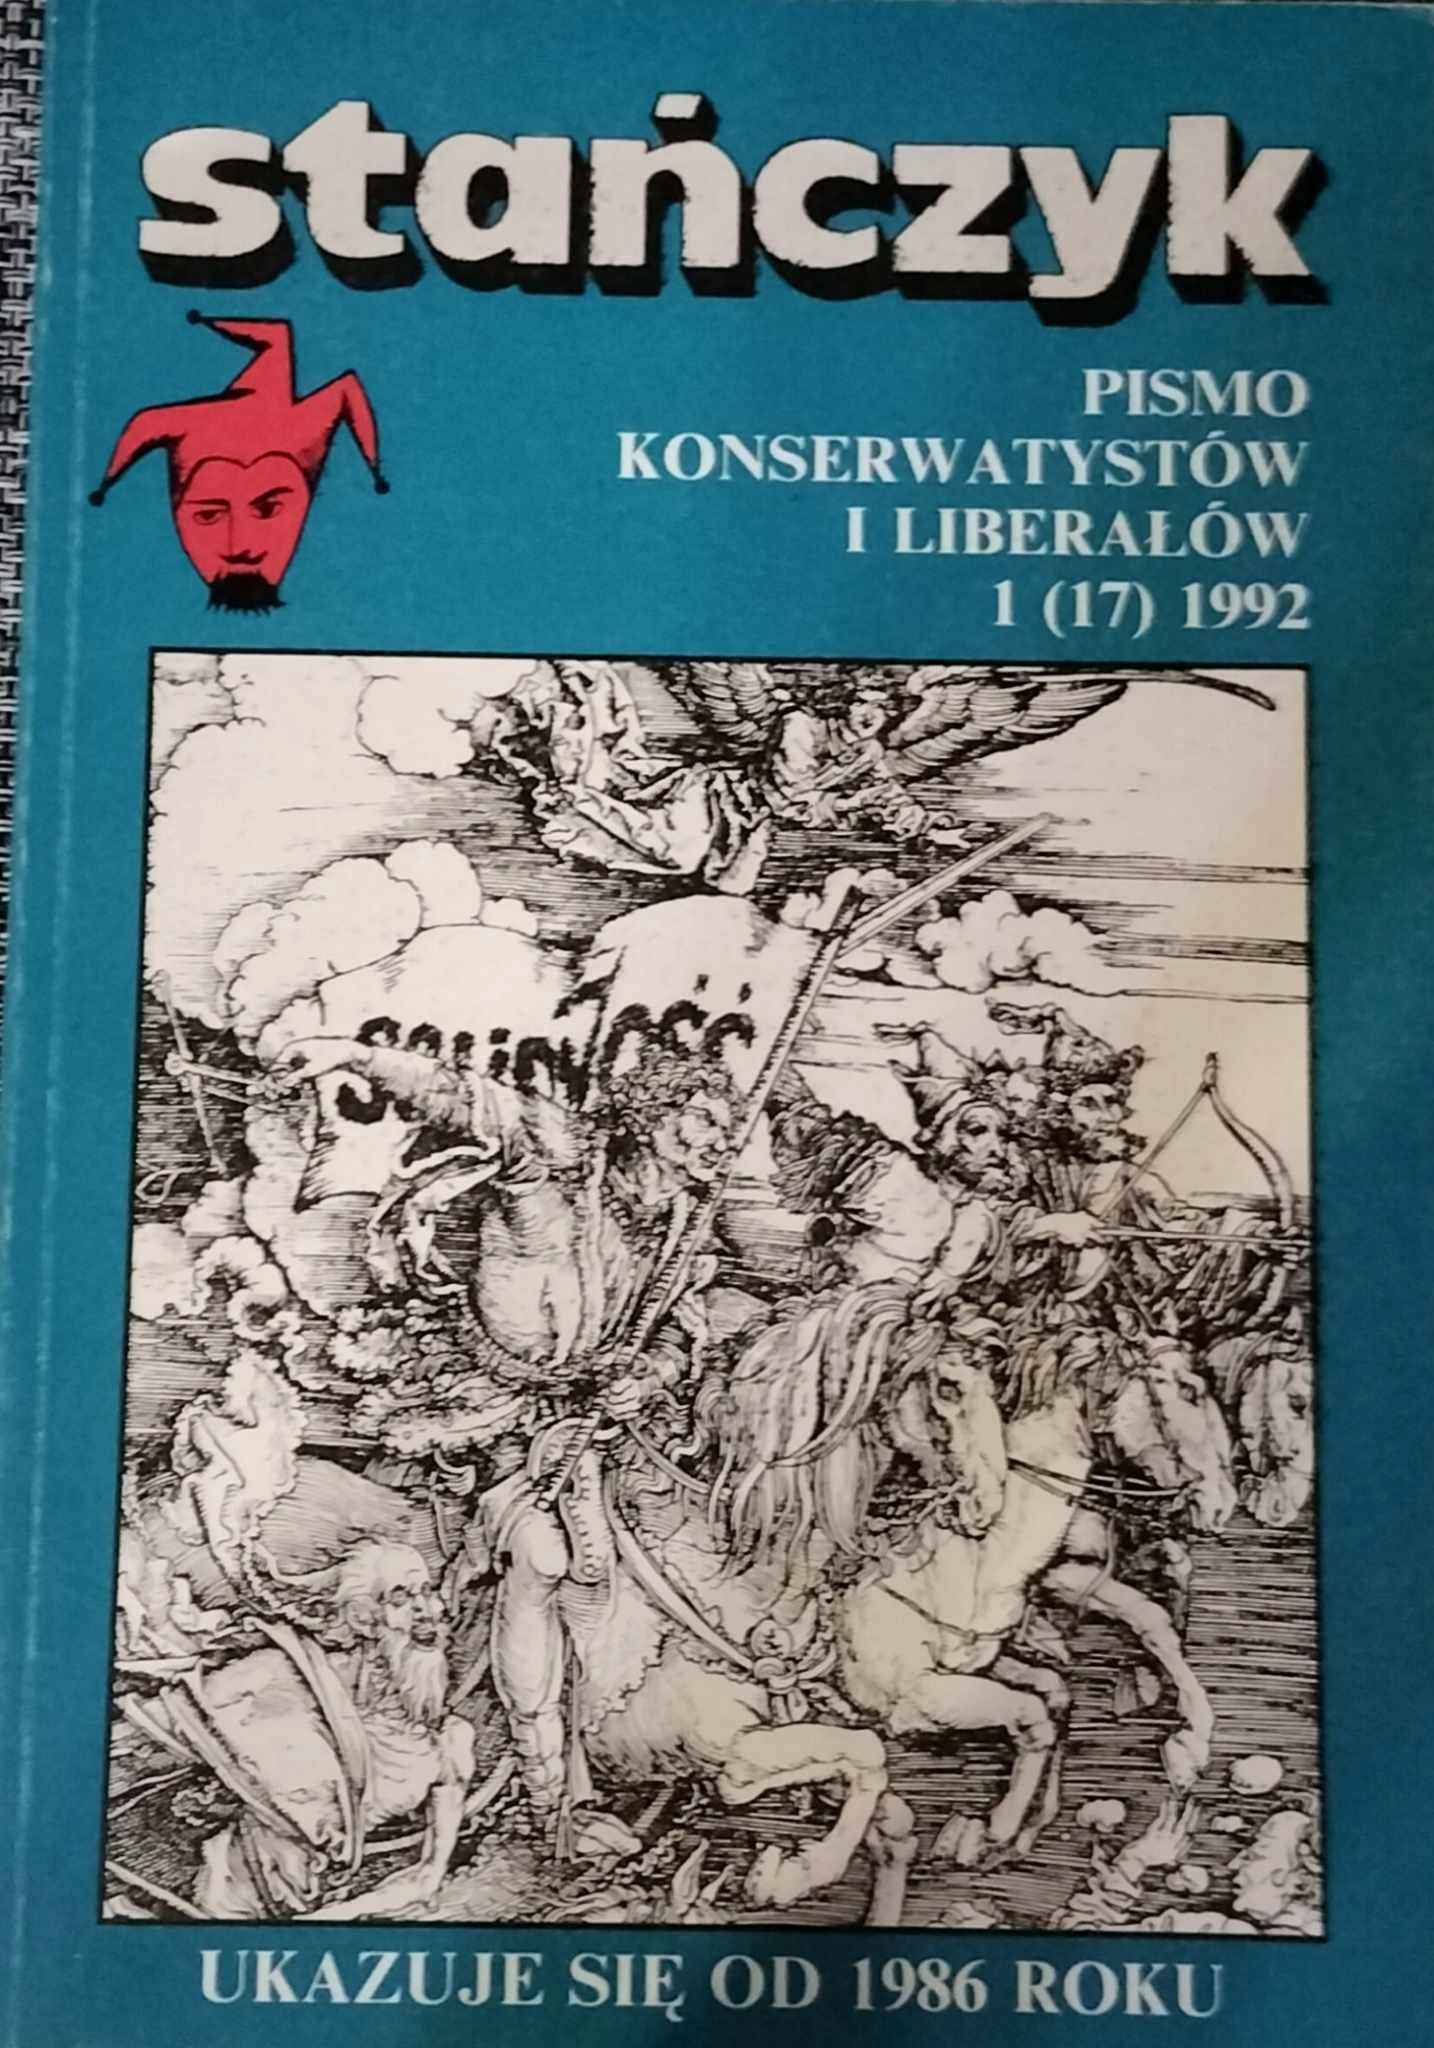 stańczyk
PISMO
KONSERWATYSTÓW
I LIBERAŁÓW
1 (17) 1992
UKAZUJE SIĘ OD 1986 ROKU